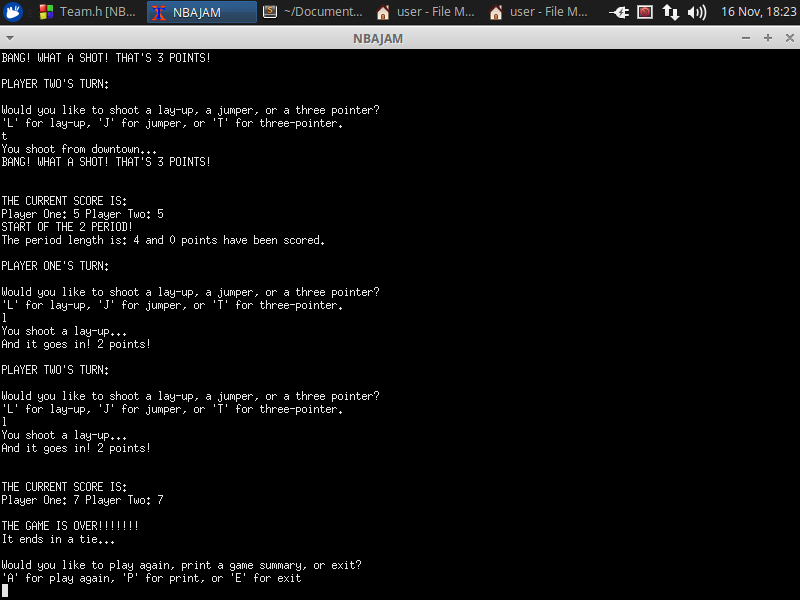 Team.h [NB...
NBAJAM
~/Document...
user - File M...
user - File M...
16 Nov, 18:23
NBAJAM
BANG! WHAT A SHOT! THAT'S 3 POINTS!
PLAYER TWO'S TURN:
Would you like to shoot a lay-up, a jumper, or a three pointer?
'L' for lay-up, 'J' for jumper, or 'T' for three-pointer.
t
You shoot from downtown...
BANG! WHAT A SHOT! THAT'S 3 POINTS!
THE CURRENT SCORE IS:
Player One: 5 Player Two: 5
START OF THE 2 PERIOD!
The period length is: 4 and 0 points have been scored.
PLAYER ONE'S TURN:
Would you like to shoot a lay-up, a jumper, or a three pointer?
'L' for lay-up, 'J' for jumper, or 'T' for three-pointer.
l
You shoot a lay-up...
And it goes in! 2 points!
PLAYER TWO'S TURN:
Would you like to shoot a lay-up, a jumper, or a three pointer?
'L' for lay-up, 'J' for jumper, or 'T' for three-pointer.
l
You shoot a lay-up...
And it goes in! 2 points!
THE CURRENT SCORE IS:
Player One: 7 Player Two: 7
THE GAME IS OVER!!!!!!!
It ends in a tie...
Would you like to play again, print a game summary, or exit?
'A' for play again, 'P' for print, or 'E' for exit